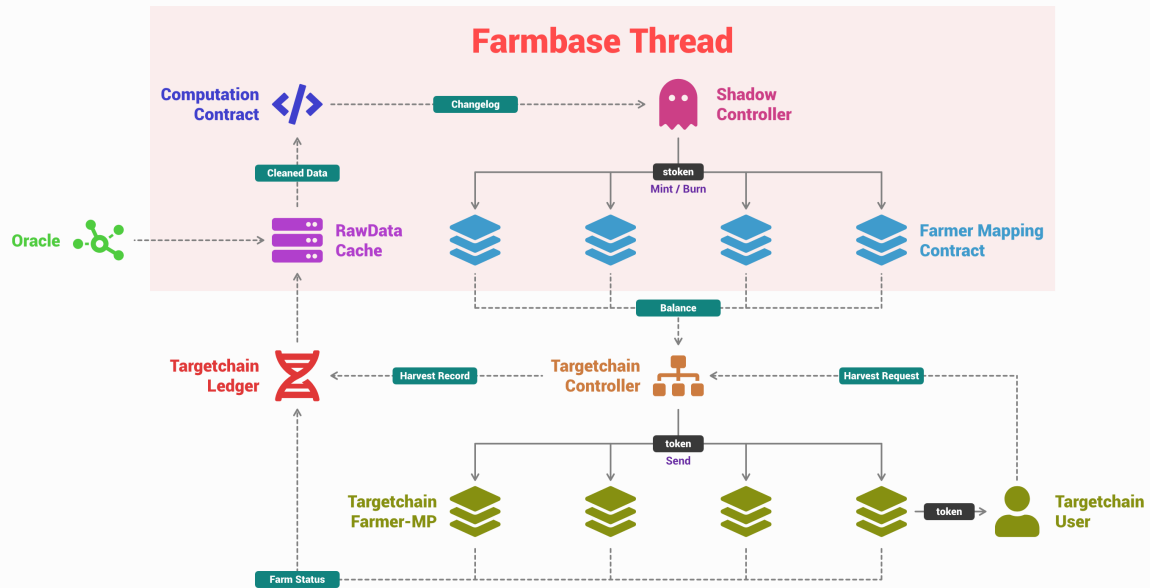 Farmbase Thread
Computation
Contract
Changelog
Shadow
Controller
Cleaned Data
stoken
Mint / Burn
Oracle
RawData
Cache
Farmer Mapping
Contract
Balance
Targetchain
Ledger
Harvest Record
Targetchain
Controller
Harvest Request
token
Send
Targetchain
Farmer-MP
token
Targetchain
User
Farm Status